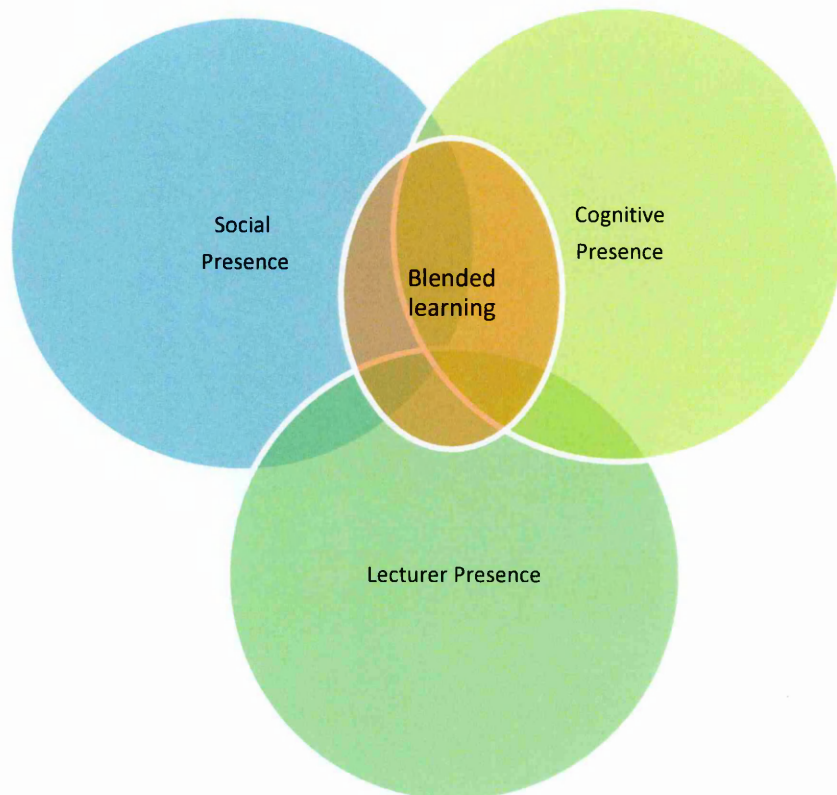 Social
Presence
Cognitive
Presence
Blended
learning
Lecturer Presence